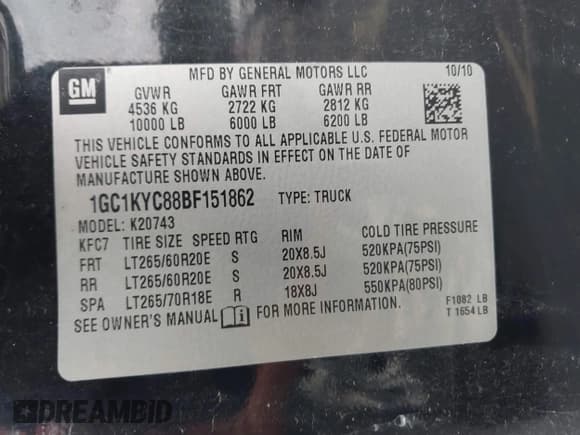 GM
MFD BY GENERAL MOTORS LLC 10/10
GVWR GAWR FRT GAWR RR
4536 KG 2722 KG 2812 KG
10000 LB 6000 LB 6200 LB
THIS VEHICLE CONFORMS TO ALL APPLICABLE U.S. FEDERAL MOTOR
VEHICLE SAFETY STANDARDS IN EFFECT ON THE DATE OF
MANUFACTURE SHOWN ABOVE.
1GC1KYC88BF151862 TYPE: TRUCK
MODEL: K20743
KFC7 TIRE SIZE SPEED RTG RIM COLD TIRE PRESSURE
FRT LT265/60R20E S 20X8.5J 520KPA(75PSI)
RR LT265/60R20E S 20X8.5J 520KPA(75PSI)
SPA LT265/70R18E R 18X8J 550KPA(80PSI)
SEE OWNER'S MANUAL FOR MORE INFORMATION.
F1082 LB
T 1654 LB
DREAMBID